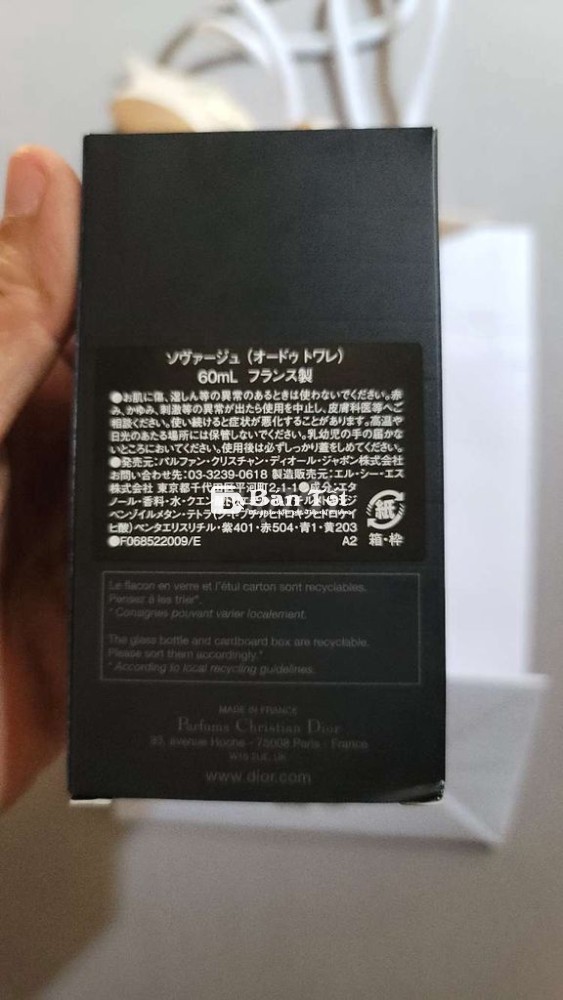 ソヴァージュ（オードゥ トワレ）
60mL フランス製
●お肌に傷、湿しん等の異常のあるときは使わないでください。赤
み、かゆみ、刺激等の異常が出たら使用を中止し、皮膚科医等へご
相談ください。使い続けると症状が悪化することがあります。高温や
日光のあたる場所には保管しないでください。乳幼児の手の届かな
いところにおいてください。使用後は必ずしっかり蓋をしめてください。
●発売元：パルファン・クリスチャン・ディオール・ジャポン株式会社
お問い合わせ先：03-3239-0618 製造販売元：エル・シー・エス
株式会社 東京都千代田区平河町2-1-1●成分：エタ
ノール・香料・水・クエン
Ban Toi
ベンゾイルメタン・テトラ
ヒ酸）ペンタエリスリチル・紫401・赤504・青1・黄203
●F068522009/E
A2
紙
箱・枠
Le flacon en verre et l'étui carton sont recyclables.
Pensez à les trier*.
* Consignes pouvant varier localement.
The glass bottle and cardboard box are recyclable.
Please sort them accordingly.*
* According to local recycling guidelines.
MADE IN FRANCE
Parfums Christian Dior
33, avenue Hoche - 75008 Paris - France
UK
www.dior.com